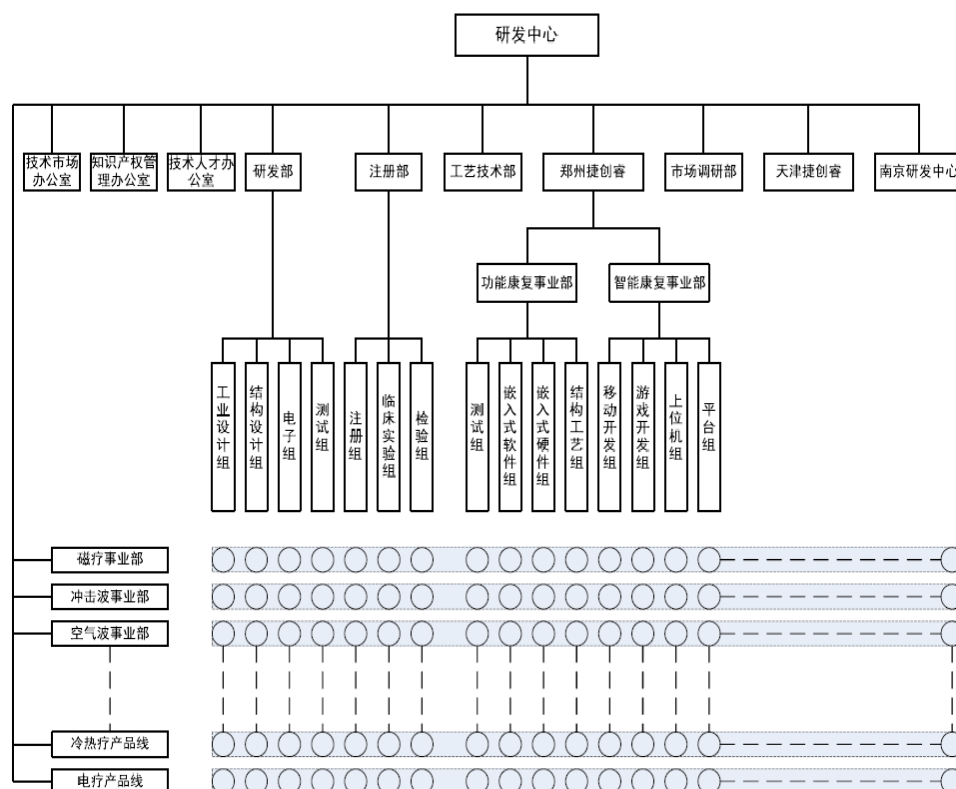 研发中心
技术市场
办公室
知识产权管
理办公室
技术人才办
公室
研发部
注册部
工艺技术部
郑州捷创睿
市场调研部
天津捷创睿
南京研发中心
功能康复事业部
智能康复事业部
工业设计组
结构设计组
电子组
测试组
注册组
临床实验组
检验组
测试组
嵌入式软件组
嵌入式硬件组
结构工艺组
移动开发组
游戏开发组
上位机组
平台组
磁疗事业部
冲击波事业部
空气波事业部
冷热疗产品线
电疗产品线